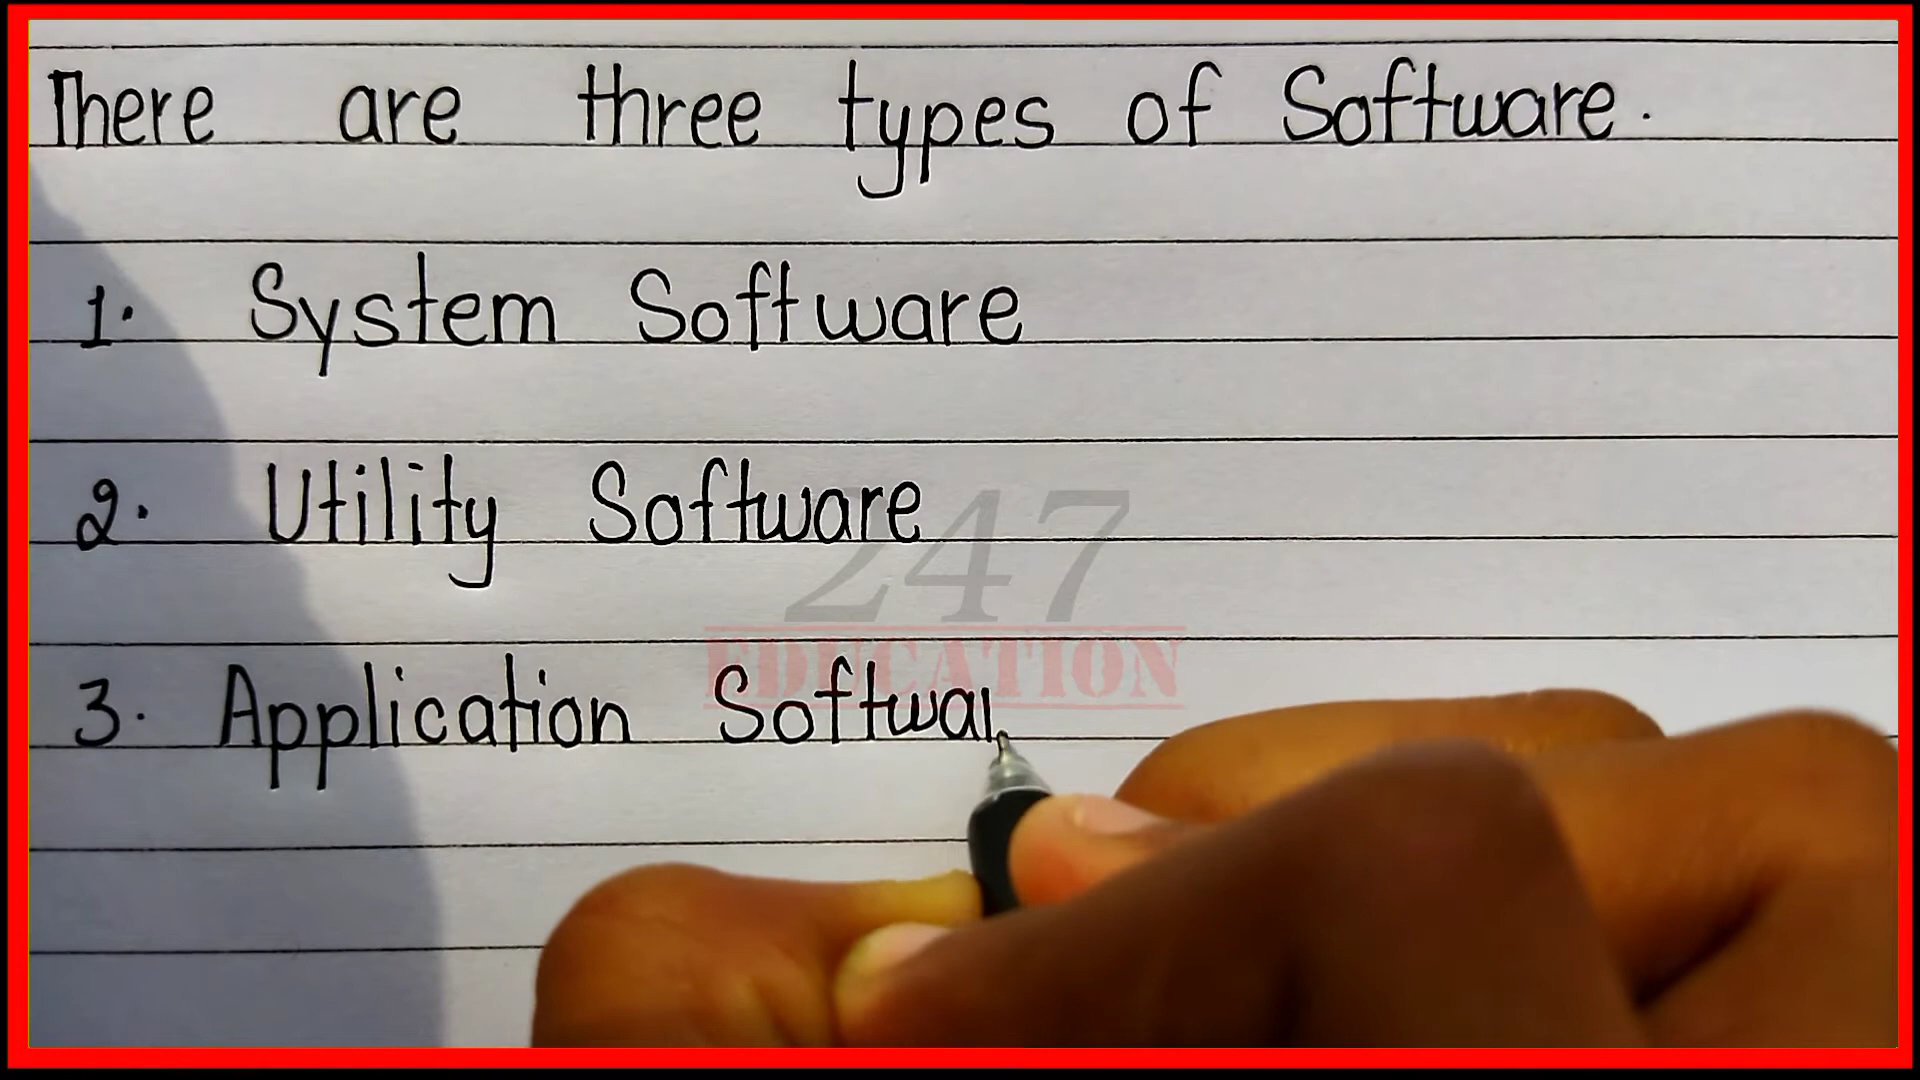 There are three types of Software.
1. System Software
2. Utility Software
247
EDUCATION
3. Application Softwa